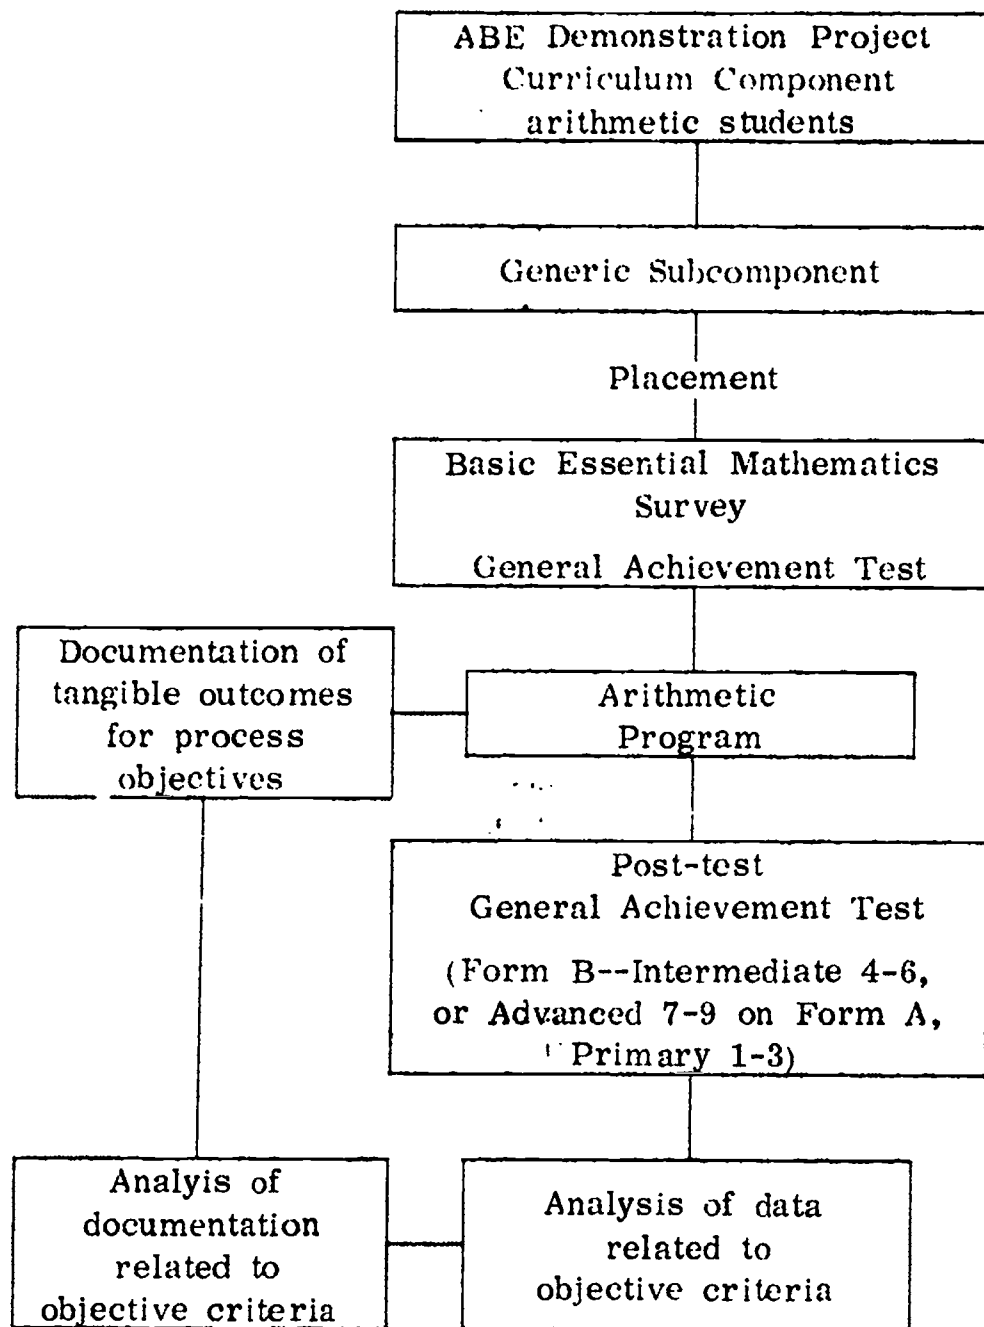 ABE Demonstration Project
Curriculum Component
arithmetic students
Generic Subcomponent
Placement
Basic Essential Mathematics
Survey
General Achievement Test
Documentation of
tangible outcomes
for process
objectives
Arithmetic
Program
Post-test
General Achievement Test
(Form B--Intermediate 4-6,
or Advanced 7-9 on Form A,
Primary 1-3)
Analyis of
documentation
related to
objective criteria
Analysis of data
related to
objective criteria